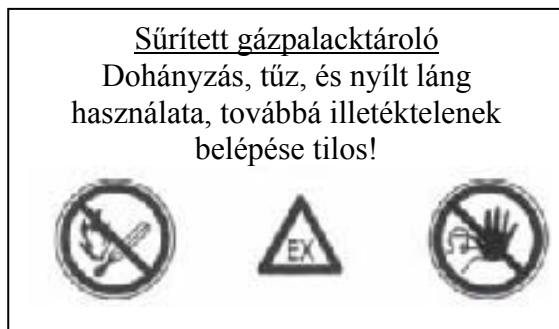 Sűrített gázpalacktároló
Dohányzás, tűz, és nyílt láng
használata, továbbá illetéktelenek
belépése tilos!
EX